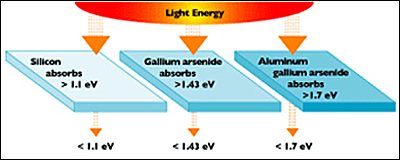 Light Energy
Silicon
absorbs
> 1.1 eV
Gallium arsenide
absorbs
>1.43 eV
Aluminum
gallium arsenide
absorbs
>1.7 eV
< 1.1 eV
< 1.43 eV
< 1.7 eV